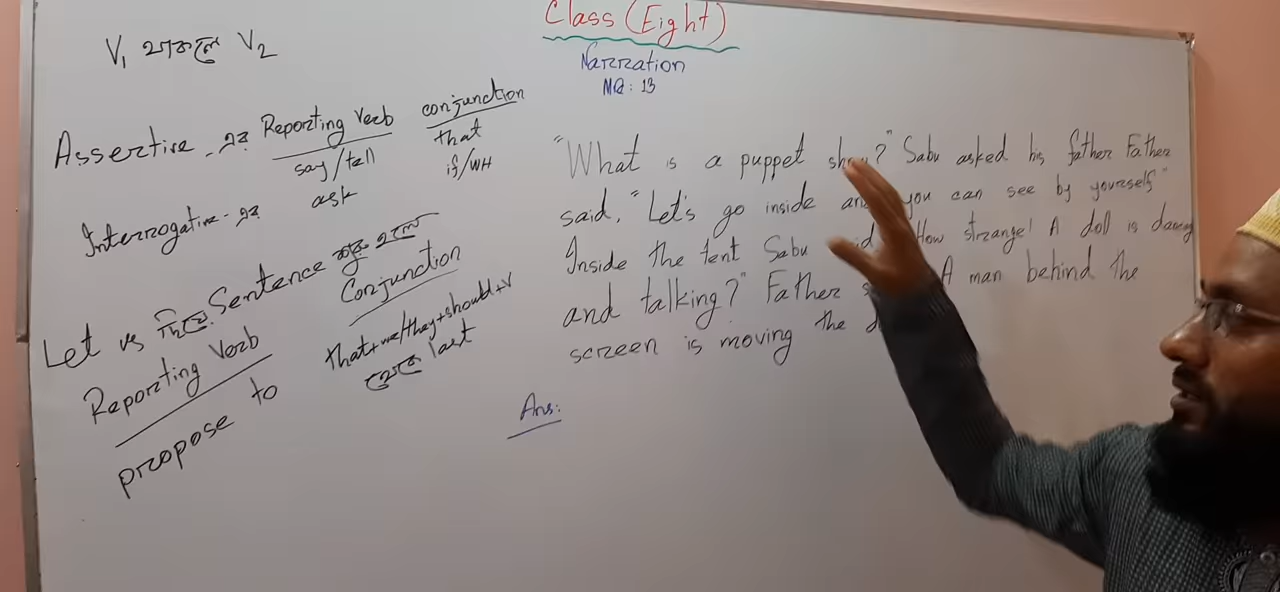 Class (Eight)
Narration
MQ: 13
V₁ থাকলে V₂
Assertive - এর Reporting Verb conjunction
say/tell that
Interrogative - এর ask if/WH
Let us দিয়ে Sentence শুরু হলে
Reporting Verb Conjunction
propose to that+we/they+should+V
থেকে last
"What is a puppet show?" Sabu asked his father Father
said, "Let's go inside and you can see by yourself"
Inside the tent Sabu How strange! A doll is dancing
and talking?" Father A man behind the
screen is moving the
Ans: